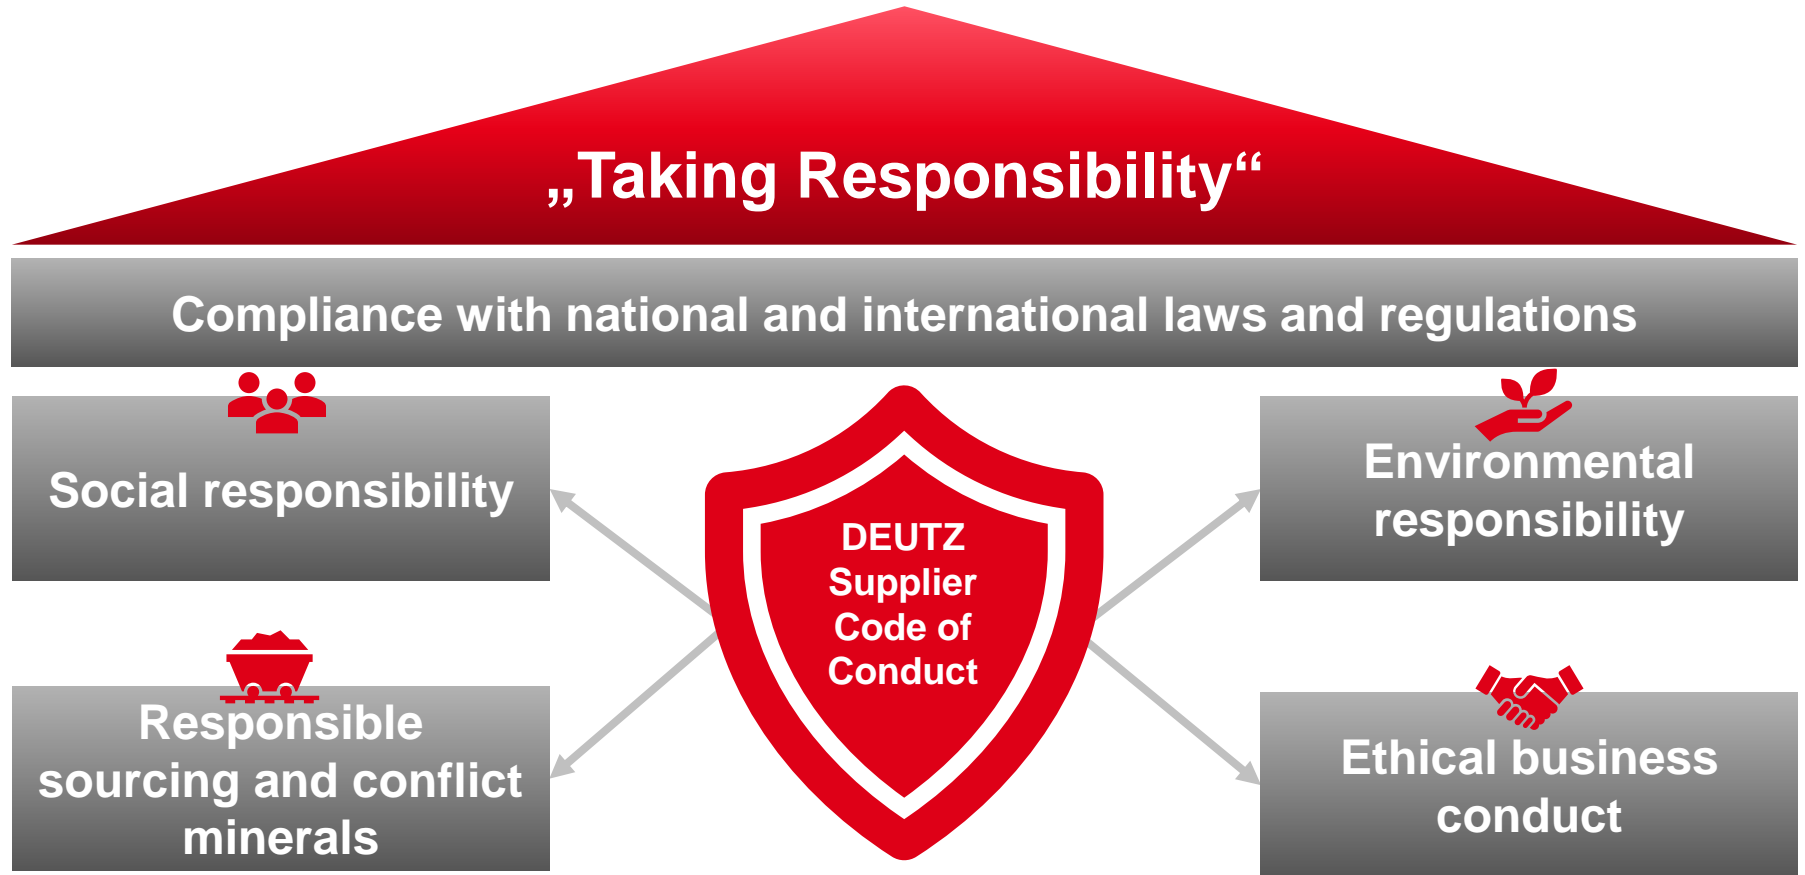 „Taking Responsibility“
Compliance with national and international laws and regulations
Social responsibility
Environmental
responsibility
DEUTZ
Supplier
Code of
Conduct
Responsible
sourcing and conflict
minerals
Ethical business
conduct